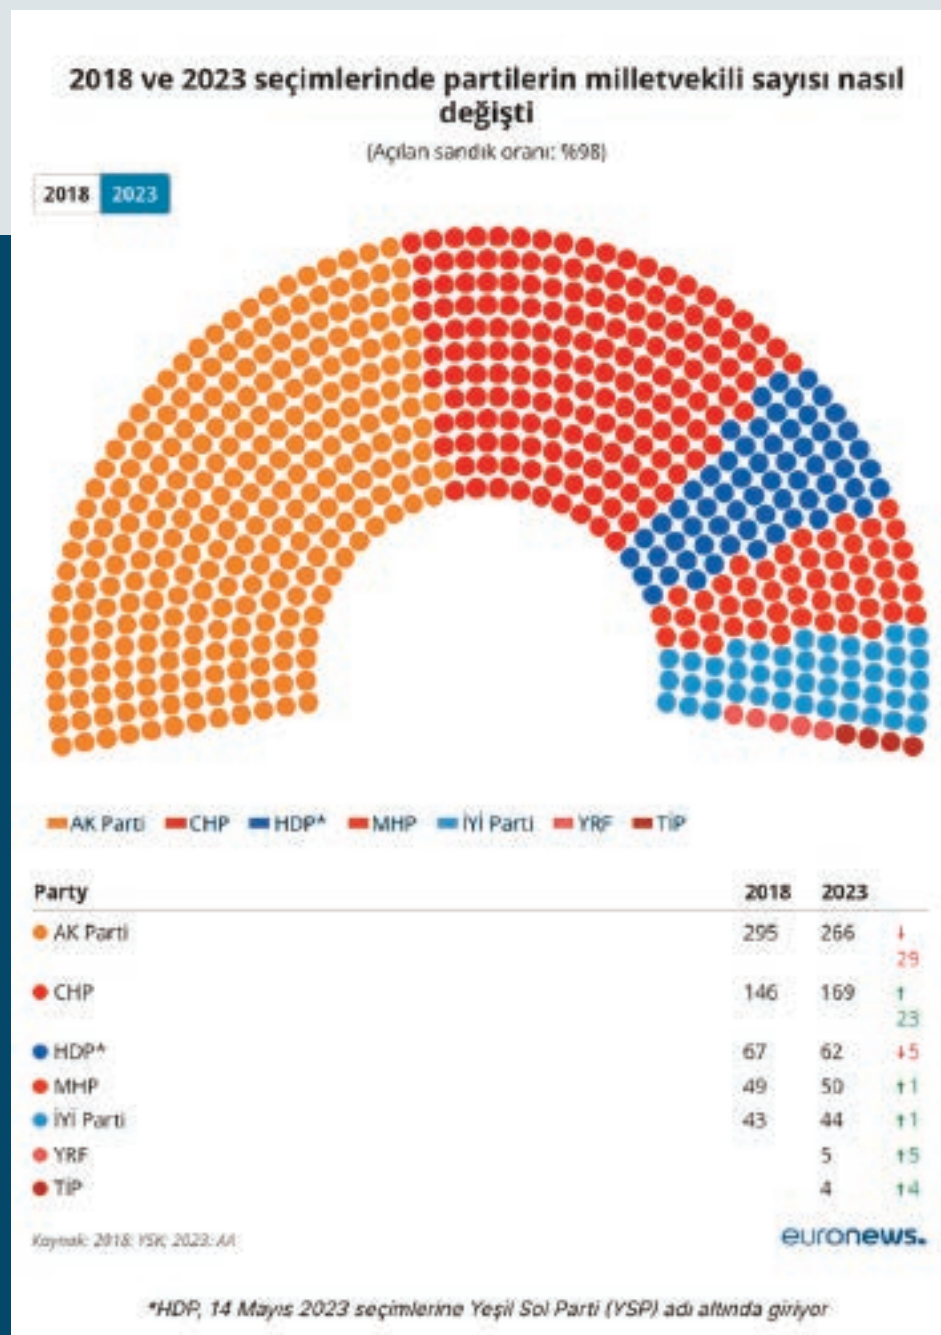 2018 ve 2023 seçimlerinde partilerin milletvekili sayısı nasıl
değişti
(Açılan sandık oranı: %98)
2018 2023
AK Parti CHP HDP* MHP İYİ Parti YRF TİP
Party 2018 2023
AK Parti 295 266 ↓
29
CHP 146 169 ↑
23
HDP* 67 62 ↓5
MHP 49 50 ↑1
İYİ Parti 43 44 ↑1
YRF 5 ↑5
TİP 4 ↑4
Kaynak: 2018: YSK; 2023: AA
euronews.
*HDP, 14 Mayıs 2023 seçimlerine Yeşil Sol Parti (YSP) adı altında giriyor